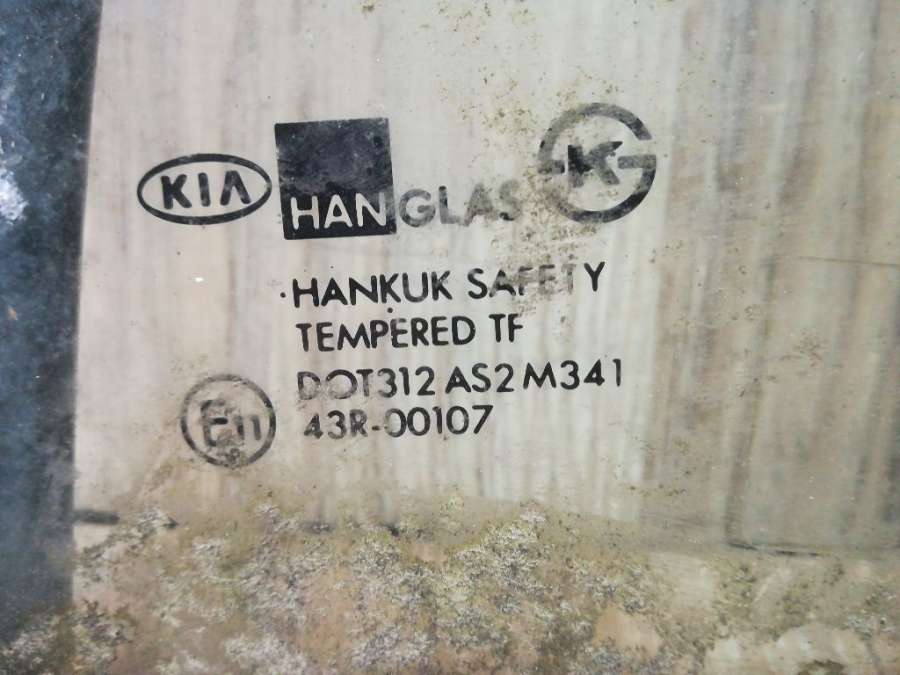 KIA HANGLAS K
HANKUK SAFETY
TEMPERED TF
DOT312 AS2 M341
E11 43R-00107